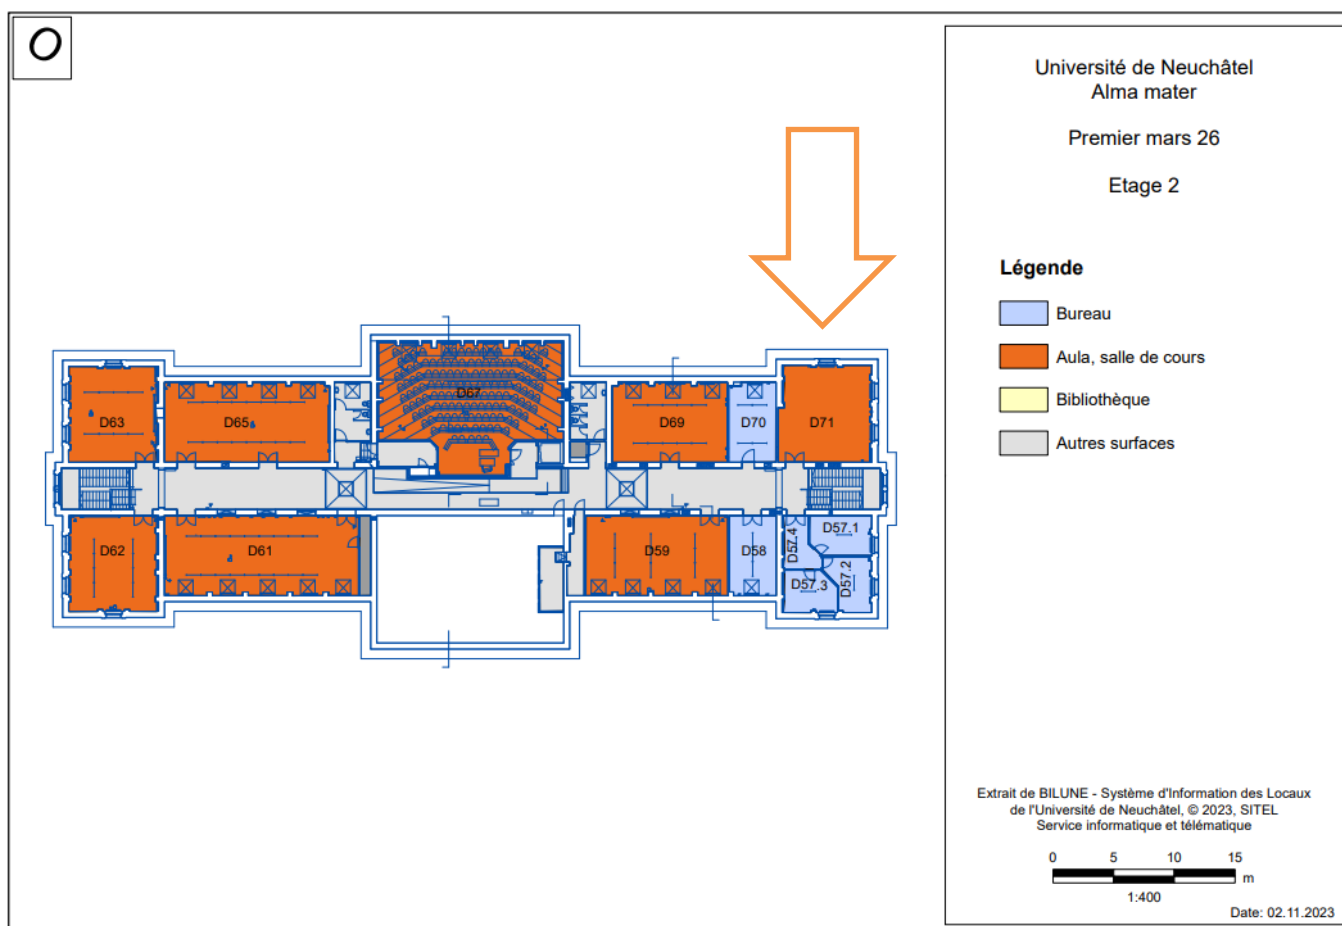 O
Université de Neuchâtel
Alma mater
Premier mars 26
Etage 2
Légende
Bureau
Aula, salle de cours
Bibliothèque
Autres surfaces
D67
D63
D65
D69
D70
D71
D62
D61
D59
D58
D57.4
D57.1
D57.3
D57.2
Extrait de BILUNE - Système d'Information des Locaux
de l'Université de Neuchâtel, © 2023, SITEL
Service informatique et télématique
0 5 10 15
m
1:400
Date: 02.11.2023